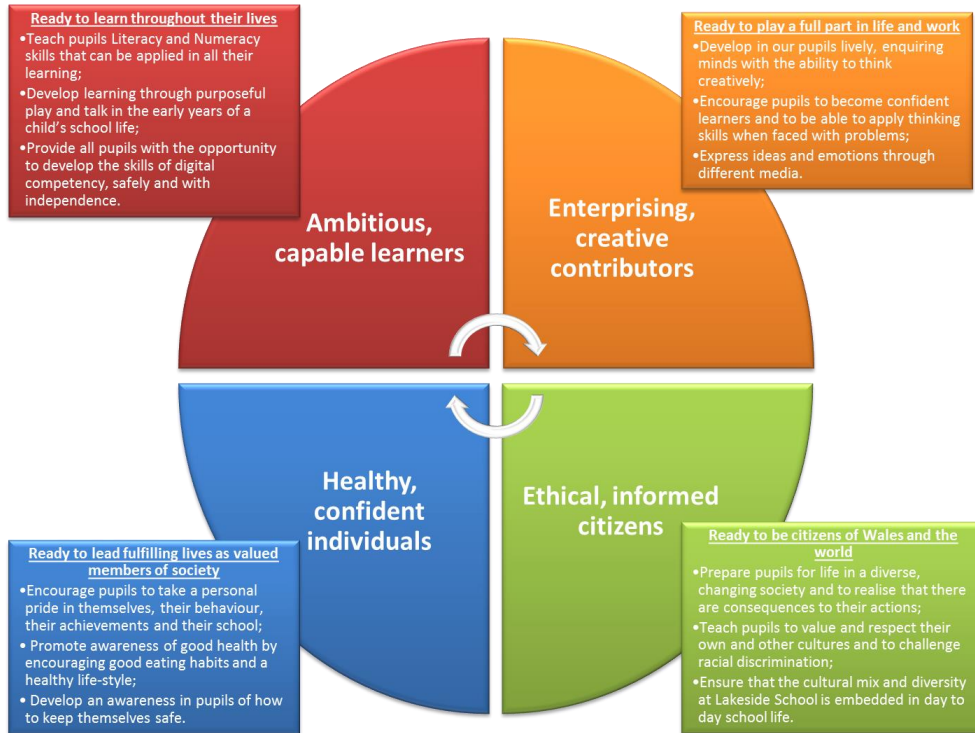 Ready to learn throughout their lives
•Teach pupils Literacy and Numeracy
skills that can be applied in all their
learning;
•Develop learning through purposeful
play and talk in the early years of a
child's school life;
•Provide all pupils with the opportunity
to develop the skills of digital
competency, safely and with
independence.
Ready to play a full part in life and work
•Develop in our pupils lively, enquiring
minds with the ability to think
creatively;
•Encourage pupils to become confident
learners and to be able to apply thinking
skills when faced with problems;
•Express ideas and emotions through
different media.
Ambitious,
capable learners
Enterprising,
creative
contributors
Healthy,
confident
individuals
Ethical, informed
citizens
Ready to lead fulfilling lives as valued
members of society
•Encourage pupils to take a personal
pride in themselves, their behaviour,
their achievements and their school;
• Promote awareness of good health by
encouraging good eating habits and a
healthy life-style;
• Develop an awareness in pupils of how
to keep themselves safe.
Ready to be citizens of Wales and the
world
•Prepare pupils for life in a diverse,
changing society and to realise that there
are consequences to their actions;
•Teach pupils to value and respect their
own and other cultures and to challenge
racial discrimination;
•Ensure that the cultural mix and diversity
at Lakeside School is embedded in day to
day school life.